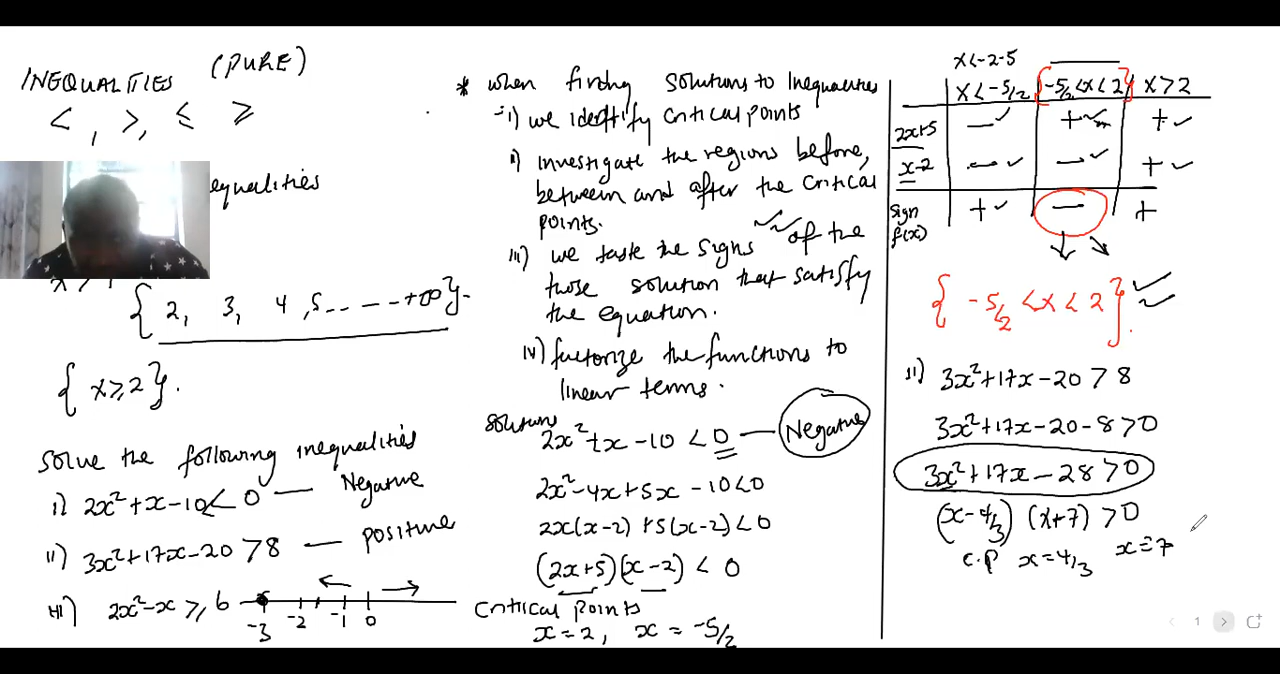 INEQUALITIES (PURE)
< , >, ≤ ≥
equalities
{ 2, 3, 4, 5... --- +∞}.
{ x ≥ 2 }.
Solve the following inequalities
i) 2x² + x - 10 < 0 — Negative
ii) 3x² + 17x - 20 > 8 — positive
iii) 2x² - x ≥ 6
-3 -2 -1 0
* when finding solutions to Inequalities
i) we identify critical points
ii) investigate the regions before,
between and after the critical
points.
iii) we taste the signs of the
those solution that satisfy
the equation.
iv) factorize the functions to
linear terms.
Solutions
2x² + x - 10 < 0 — Negative
2x² - 4x + 5x - 10 < 0
2x(x-2) + 5(x-2) < 0
(2x+5)(x-2) < 0
Critical points
x = 2, x = -5/2
x < -2.5
x < -5/2 {-5/2 < x < 2} x > 2
2x+5 — + +
x-2 — — +
sign f(x) + — +
{ -5/2 < x < 2 }.
ii) 3x² + 17x - 20 > 8
3x² + 17x - 20 - 8 > 0
3x² + 17x - 28 > 0
(x - 4/3) (x+7) > 0
c.p x = 4/3 x = 7
1